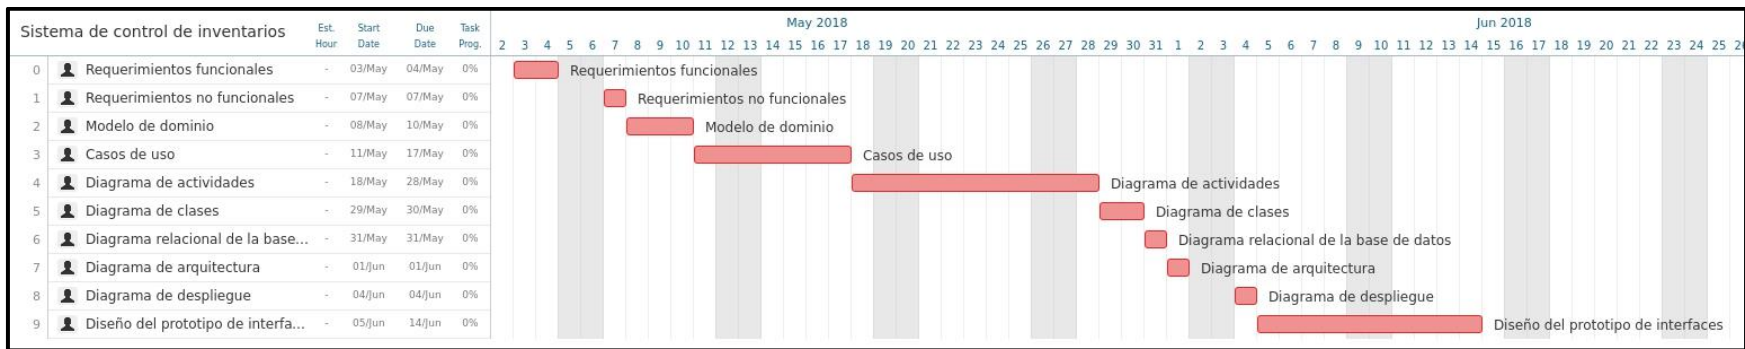 Sistema de control de inventarios Est. Hour Start Date Due Date Task Prog. May 2018 Jun 2018
2 3 4 5 6 7 8 9 10 11 12 13 14 15 16 17 18 19 20 21 22 23 24 25 26 27 28 29 30 31 1 2 3 4 5 6 7 8 9 10 11 12 13 14 15 16 17 18 19 20 21 22 23 24 25
0 Requerimientos funcionales - 03/May 04/May 0% Requerimientos funcionales
1 Requerimientos no funcionales - 07/May 07/May 0% Requerimientos no funcionales
2 Modelo de dominio - 08/May 10/May 0% Modelo de dominio
3 Casos de uso - 11/May 17/May 0% Casos de uso
4 Diagrama de actividades - 18/May 28/May 0% Diagrama de actividades
5 Diagrama de clases - 29/May 30/May 0% Diagrama de clases
6 Diagrama relacional de la base... - 31/May 31/May 0% Diagrama relacional de la base de datos
7 Diagrama de arquitectura - 01/Jun 01/Jun 0% Diagrama de arquitectura
8 Diagrama de despliegue - 04/Jun 04/Jun 0% Diagrama de despliegue
9 Diseño del prototipo de interfa... - 05/Jun 14/Jun 0% Diseño del prototipo de interfaces